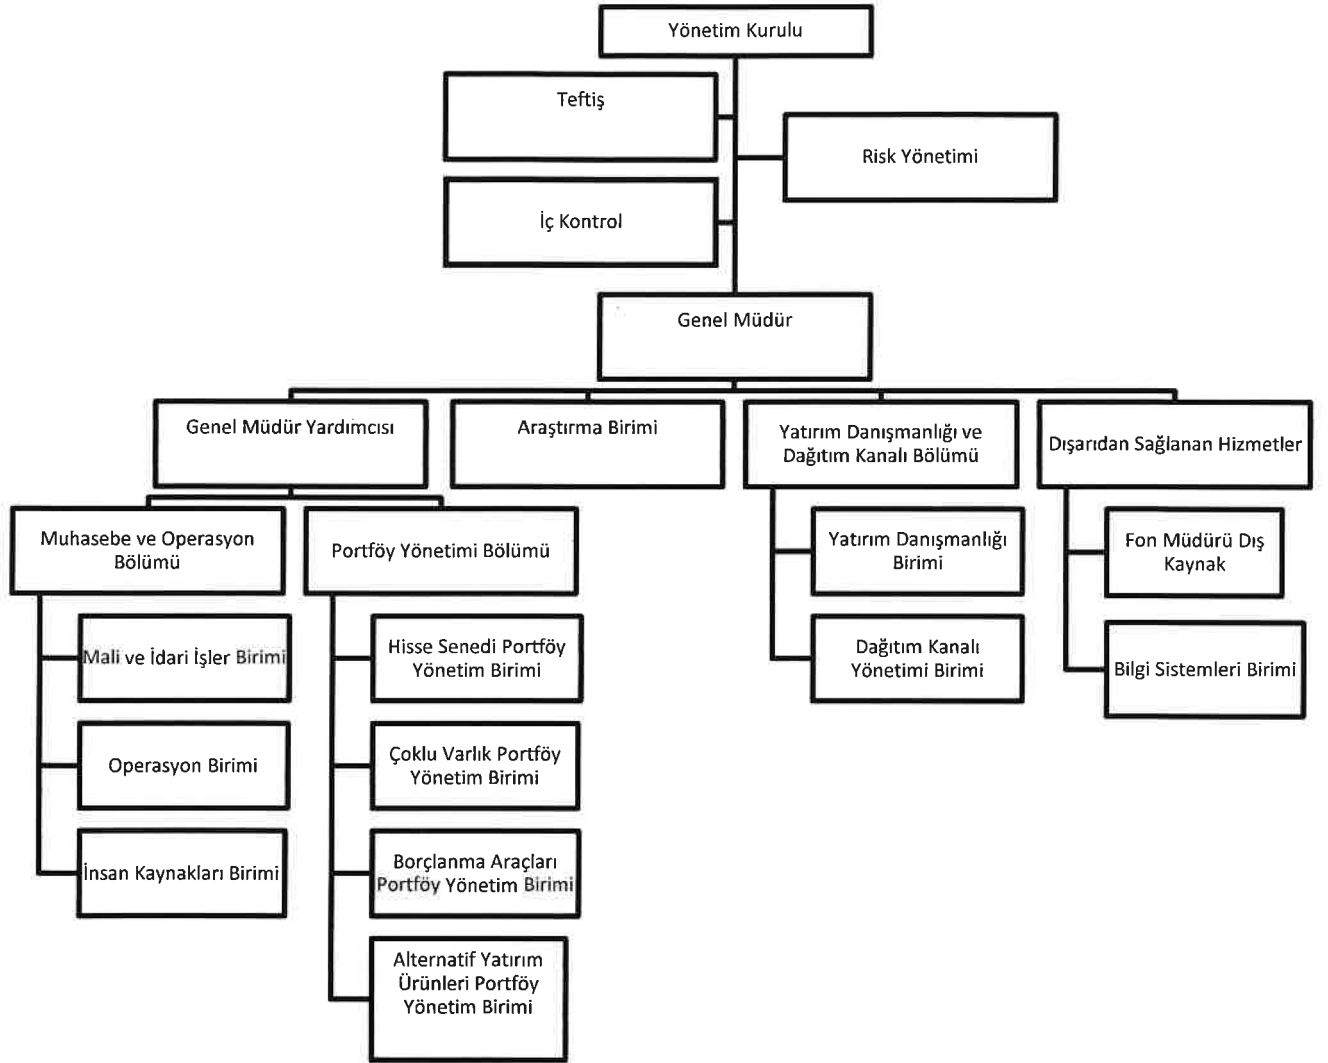 Yönetim Kurulu
Teftiş
Risk Yönetimi
İç Kontrol
Genel Müdür
Genel Müdür Yardımcısı
Araştırma Birimi
Yatırım Danışmanlığı ve
Dağıtım Kanalı Bölümü
Dışarıdan Sağlanan Hizmetler
Muhasebe ve Operasyon
Bölümü
Portföy Yönetimi Bölümü
Yatırım Danışmanlığı
Birimi
Fon Müdürü Dış
Kaynak
Mali ve İdari İşler Birimi
Hisse Senedi Portföy
Yönetim Birimi
Dağıtım Kanalı
Yönetimi Birimi
Bilgi Sistemleri Birimi
Operasyon Birimi
Çoklu Varlık Portföy
Yönetim Birimi
İnsan Kaynakları Birimi
Borçlanma Araçları
Portföy Yönetim Birimi
Alternatif Yatırım
Ürünleri Portföy
Yönetim Birimi